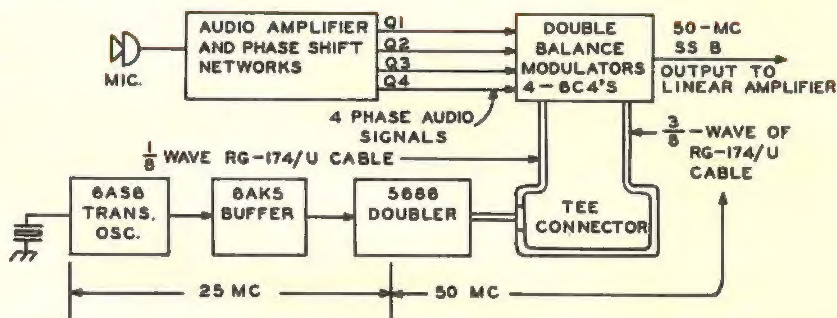 MIC.
AUDIO AMPLIFIER
AND PHASE SHIFT
NETWORKS
Q1
Q2
Q3
Q4
4 PHASE AUDIO
SIGNALS
DOUBLE
BALANCE
MODULATORS
4-6C4'S
50-MC
SS B
OUTPUT TO
LINEAR AMPLIFIER
1/8 WAVE RG-174/U CABLE
3/8 -WAVE OF
RG-174/U
CABLE
6AS6
TRANS.
OSC.
6AK5
BUFFER
5686
DOUBLER
TEE
CONNECTOR
25 MC
50 MC